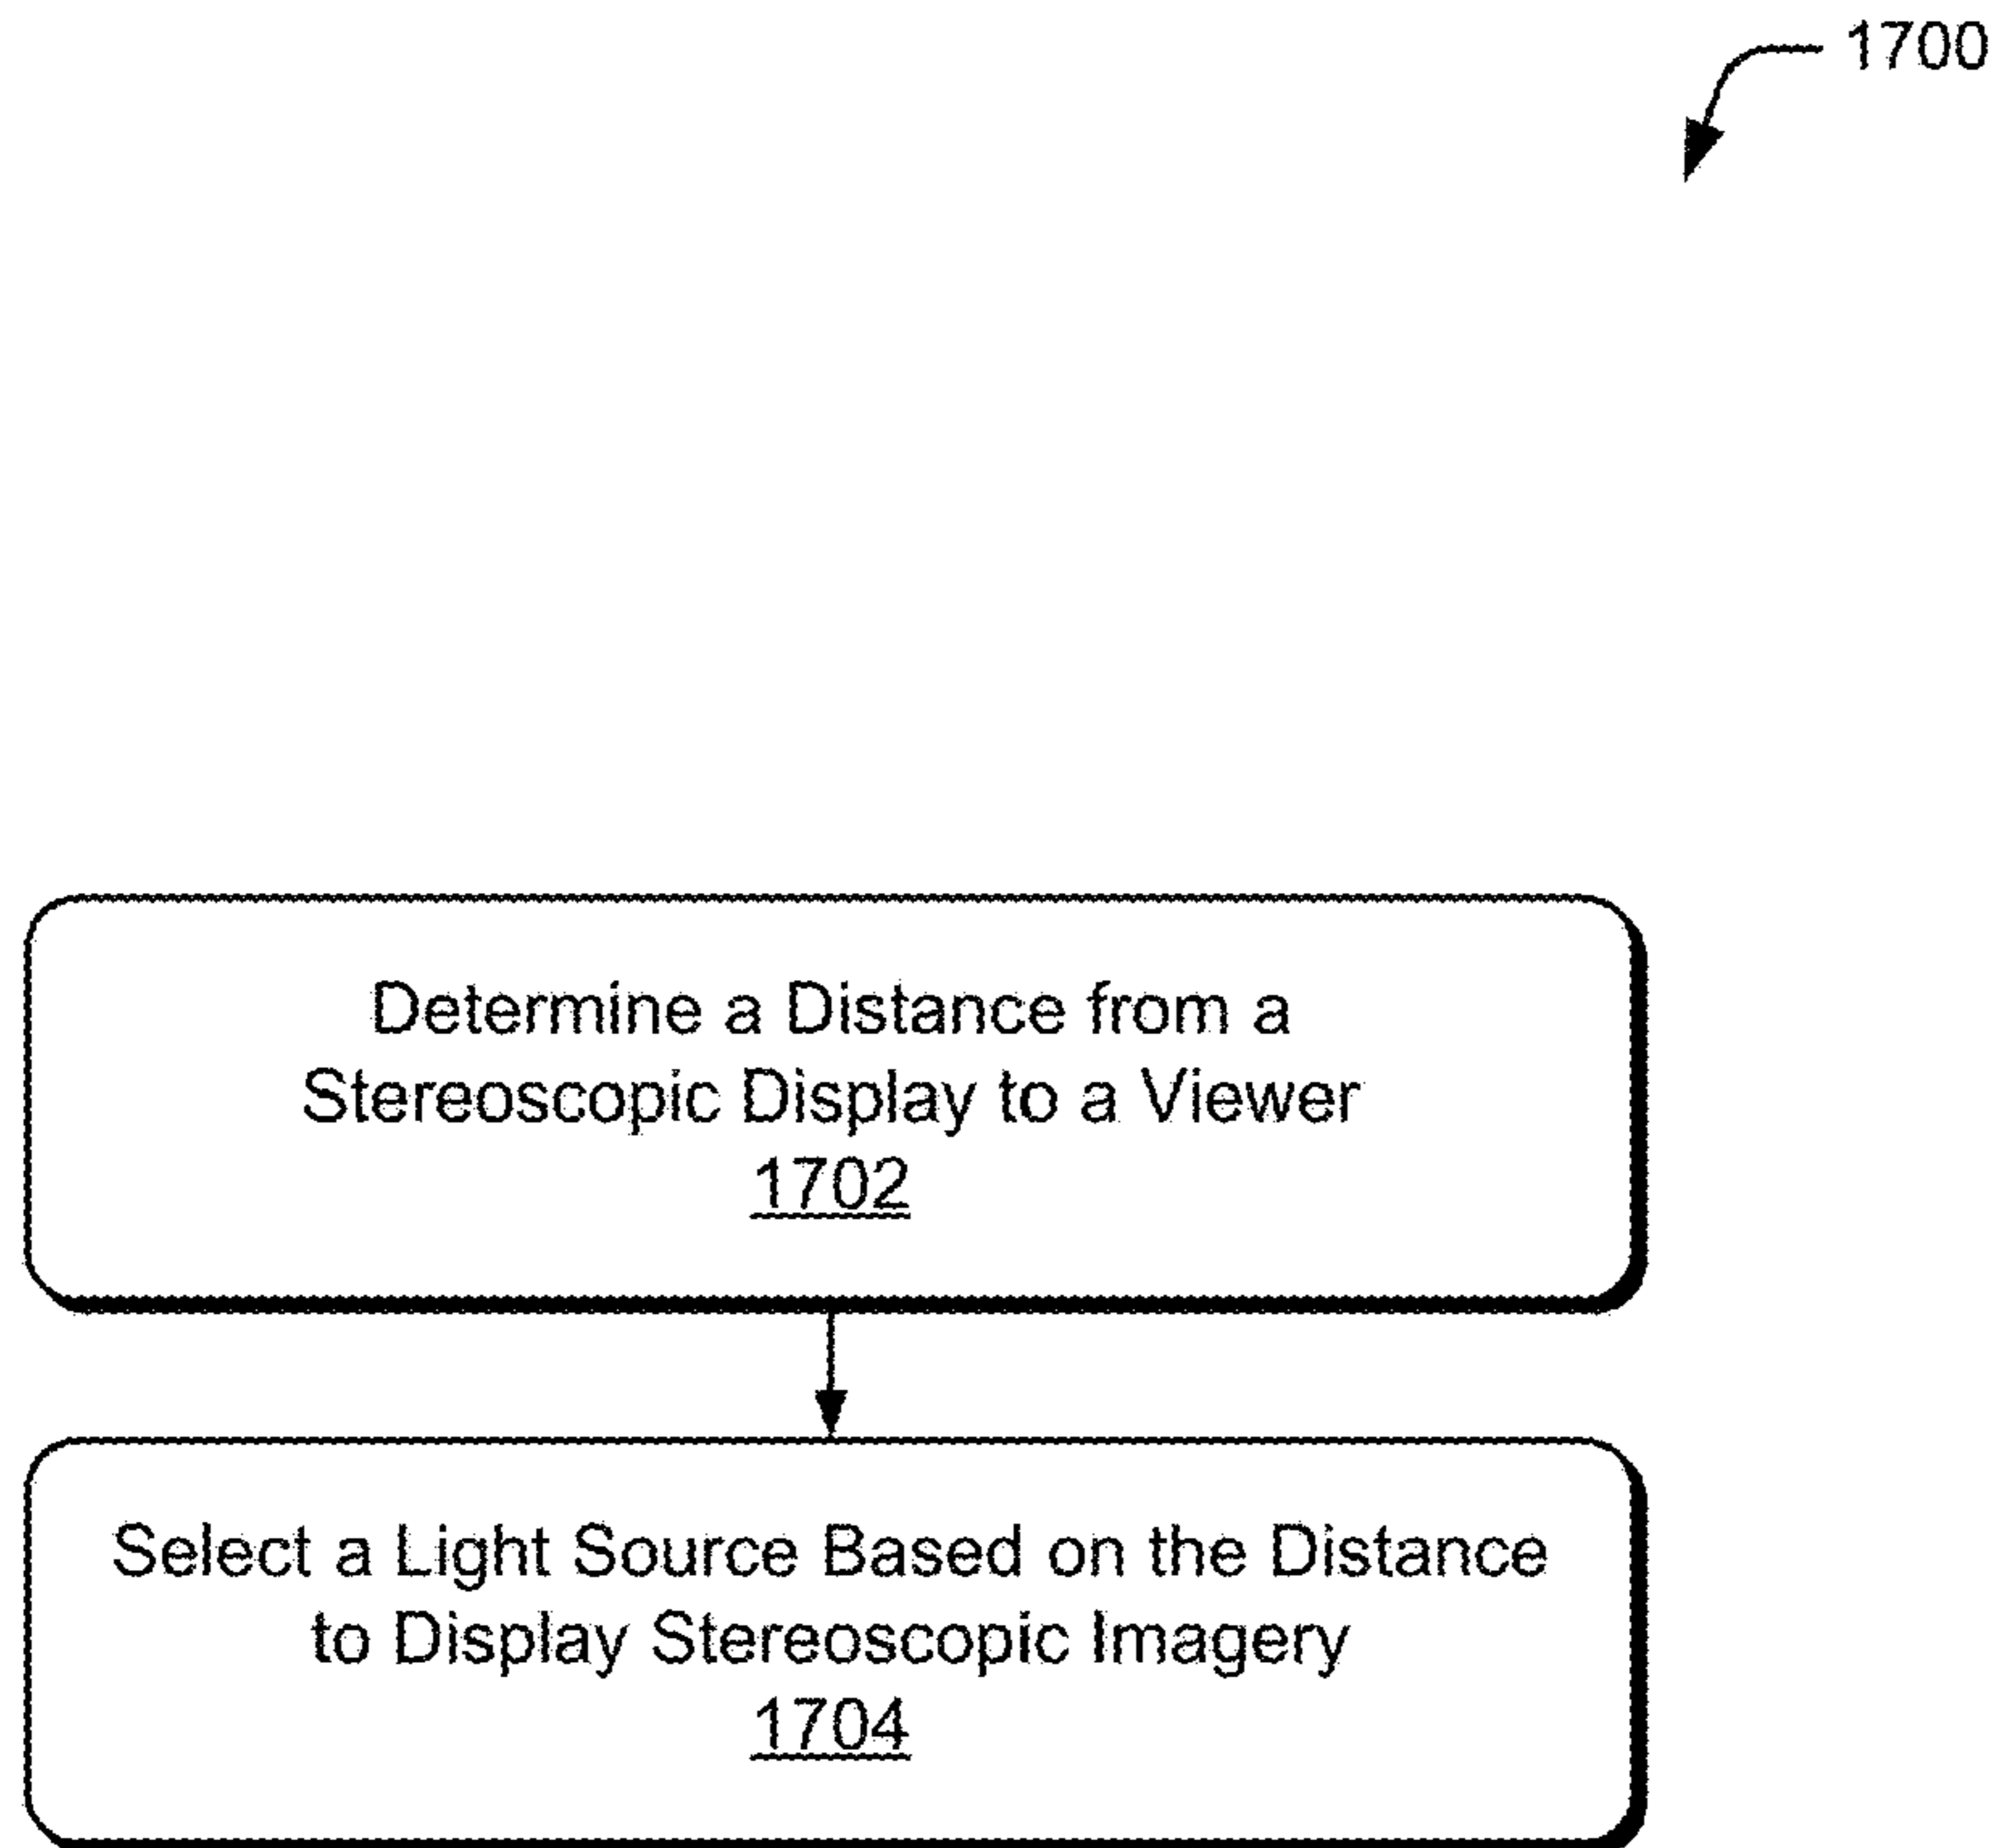 1700
Determine a Distance from a
Stereoscopic Display to a Viewer
1702
Select a Light Source Based on the Distance
to Display Stereoscopic Imagery
1704